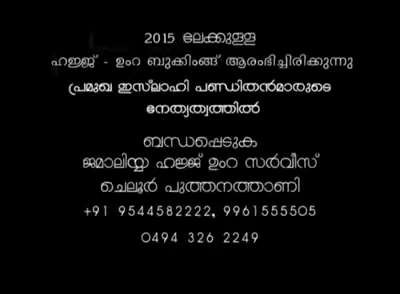 2015 ലേക്കുള്ള
ഹജ്ജ് - ഉംറ ബുക്കിംങ്ങ് ആരംഭിച്ചിരിക്കുന്നു
പ്രമുഖ ഇസ്‌ലാഹി പണ്ഡിതൻമാരുടെ
നേത്വത്വത്തിൽ
ബന്ധപ്പെടുക
ജമാലിയ്യ ഹജ്ജ് ഉംറ സർവീസ്
ചെലൂർ പുത്തനത്താണി
+91 9544582222, 9961555505
0494 326 2249